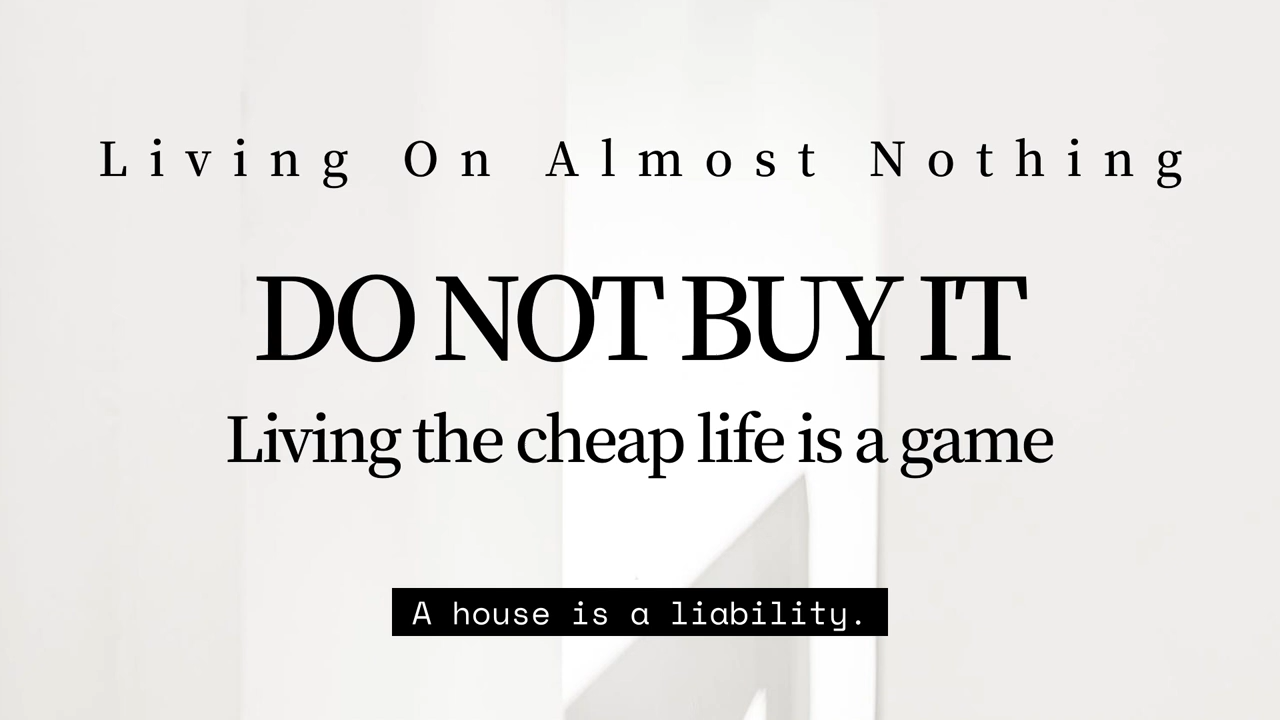 Living On Almost Nothing
DO NOT BUY IT
Living the cheap life is a game
A house is a liability.